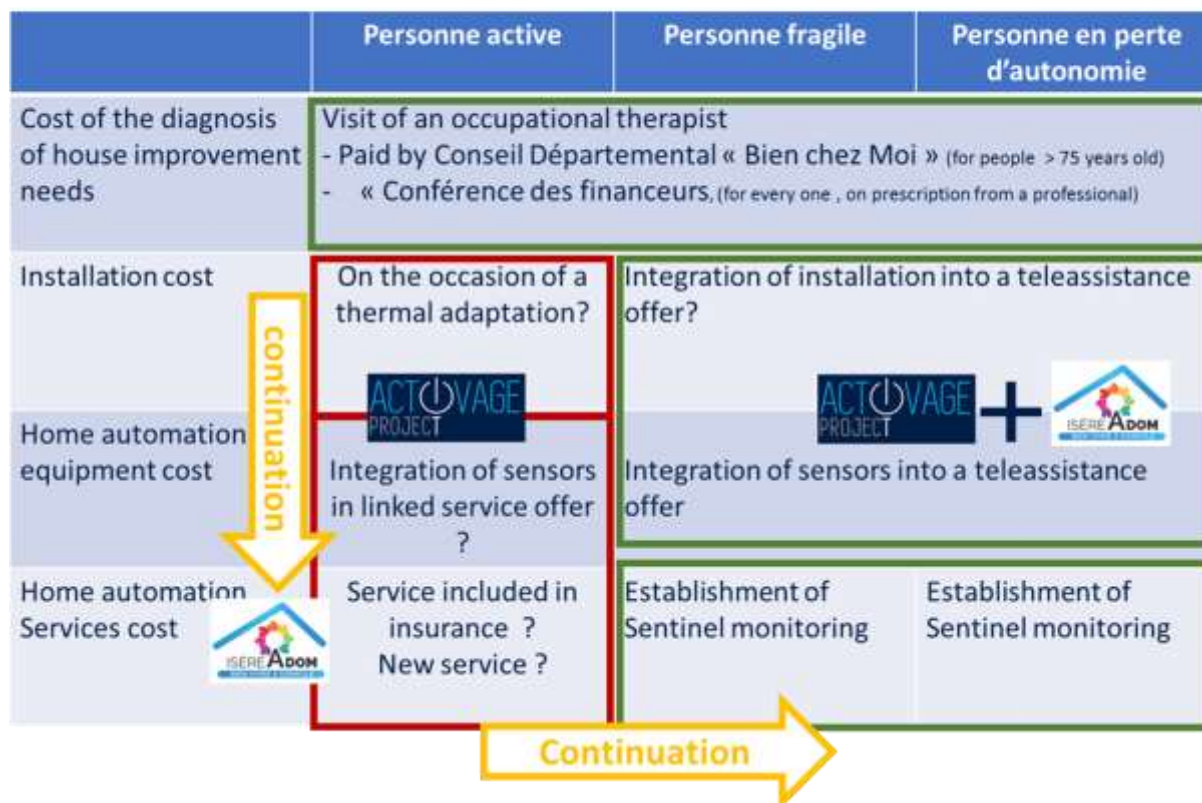 Personne active
Personne fragile
Personne en perte
d'autonomie
Cost of the diagnosis
of house improvement
needs
Visit of an occupational therapist
- Paid by Conseil Départemental « Bien chez Moi » (for people > 75 years old)
- « Conférence des financeurs, (for every one , on prescription from a professional)
Installation cost
On the occasion of a
thermal adaptation?
Integration of installation into a teleassistance
offer?
continuation
ACTIVAGE
PROJECT
ACTIVAGE
PROJECT
+
ISÈREADOM
Home automation
equipment cost
Integration of sensors
in linked service offer
?
Integration of sensors into a teleassistance
offer
Home automation
Services cost
ISÈREADOM
Service included in
insurance ?
New service ?
Establishment of
Sentinel monitoring
Establishment of
Sentinel monitoring
Continuation